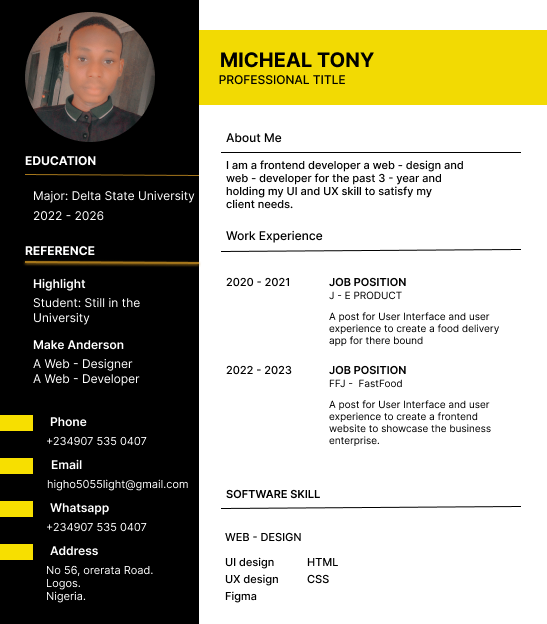 MICHEAL TONY
PROFESSIONAL TITLE
EDUCATION
Major: Delta State University
2022 - 2026
REFERENCE
Highlight
Student: Still in the
University
Make Anderson
A Web - Designer
A Web - Developer
Phone
+234907 535 0407
Email
higho5055light@gmail.com
Whatsapp
+234907 535 0407
Address
No 56, orerata Road.
Logos.
Nigeria.
About Me
I am a frontend developer a web - design and
web - developer for the past 3 - year and
holding my UI and UX skill to satisfy my
client needs.
Work Experience
2020 - 2021
JOB POSITION
J - E PRODUCT
A post for User Interface and user
experience to create a food delivery
app for there bound
2022 - 2023
JOB POSITION
FFJ -  FastFood
A post for User Interface and user
experience to create a frontend
website to showcase the business
enterprise.
SOFTWARE SKILL
WEB - DESIGN
UI design HTML
UX design CSS
Figma